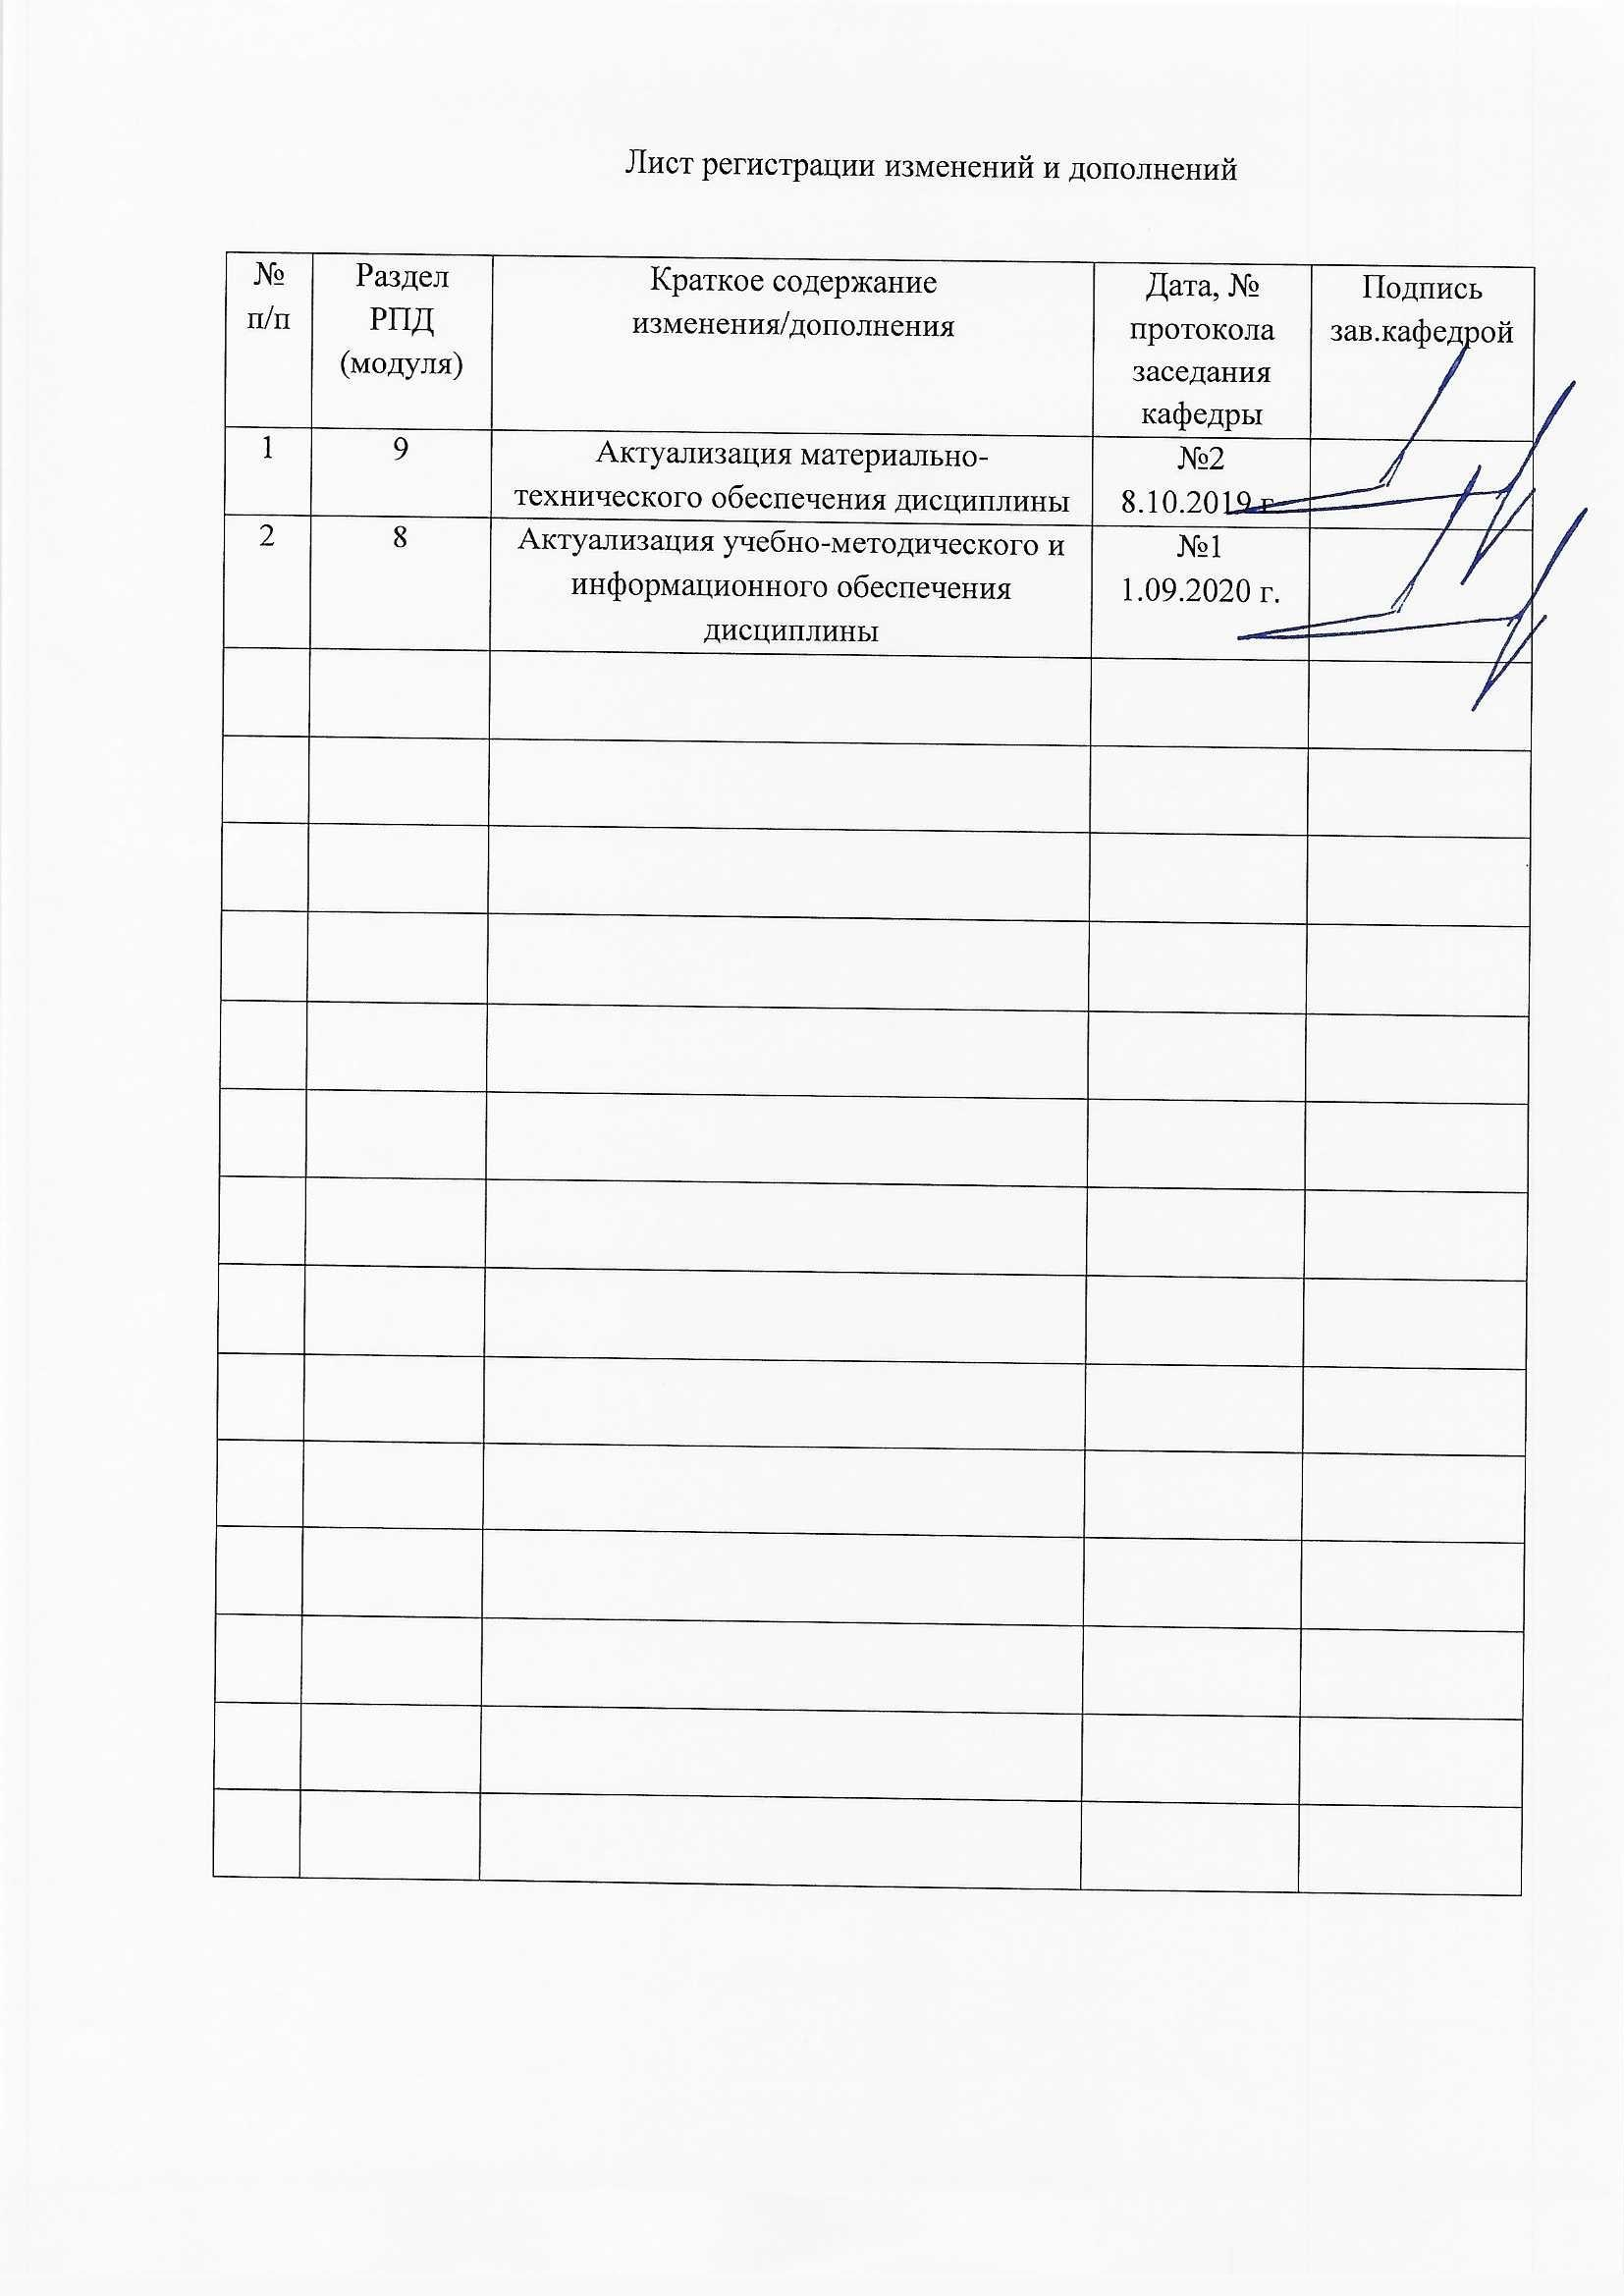 Лист регистрации изменений и дополнений
№
п/п
Раздел
РПД
(модуля)
Краткое содержание
изменения/дополнения
Дата, №
протокола
заседания
кафедры
Подпись
зав.кафедрой
1
9
Актуализация материально-
технического обеспечения дисциплины
№2
8.10.2019 г
2
8
Актуализация учебно-методического и
информационного обеспечения
дисциплины
№1
1.09.2020 г.